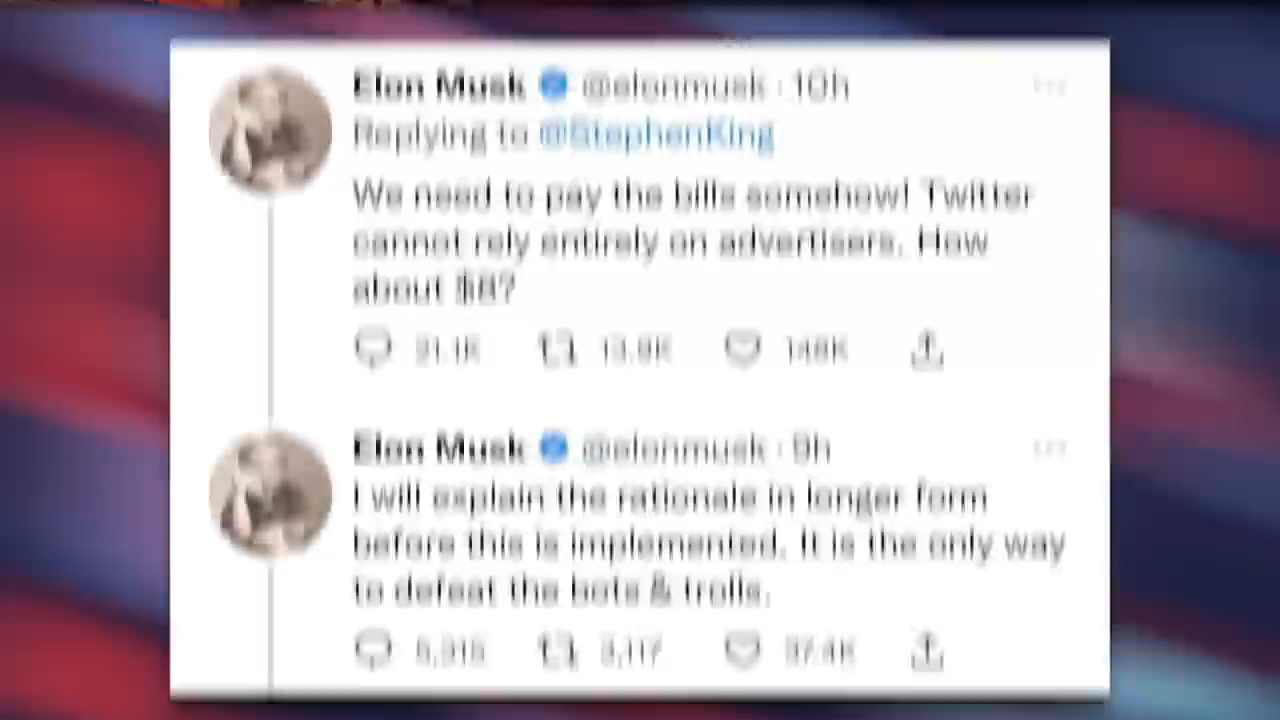 Elon Musk @elonmusk · 10h
Replying to @StephenKing
We need to pay the bills somehow! Twitter
cannot rely entirely on advertisers. How
about $8?
Elon Musk @elonmusk · 9h
I will explain the rationale in longer form
before this is implemented. It is the only way
to defeat the bots & trolls.